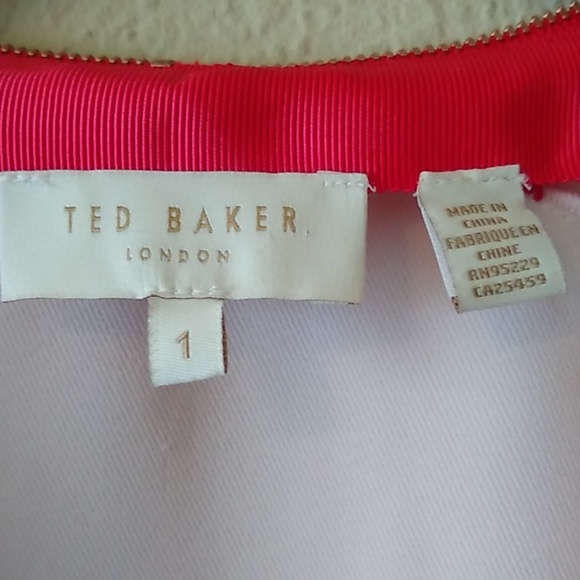 TED BAKER
LONDON
1
MADE IN
CHINA
FABRIQUE EN
CHINE
RN95229
CA25459